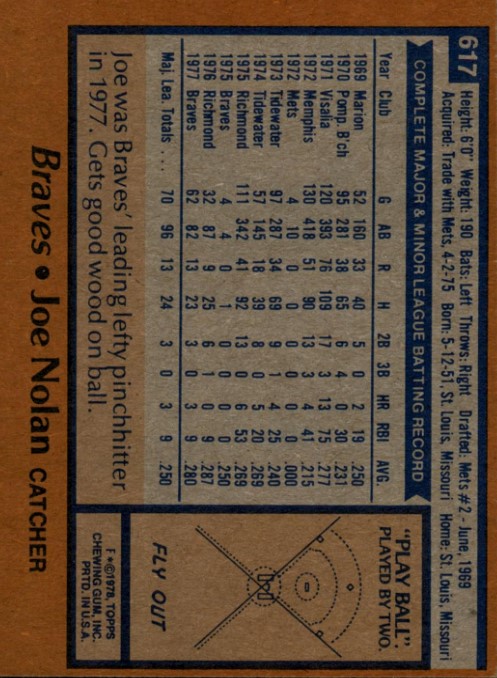 617
Height: 6'0" Weight: 190 Bats: Left Throws: Right Drafted: Mets #2 - June, 1969
Acquired: Trade with Mets, 4-2-75 Born: 5-12-51, St. Louis, Missouri Home: St. Louis, Missouri
COMPLETE MAJOR & MINOR LEAGUE BATTING RECORD
Year Club G AB R H 2B 3B HR RBI AVG.
1969 Marion 52 160 33 40 5 0 2 19 .250
1970 Pomp. B'ch 95 281 38 65 6 4 0 30 .231
1971 Visalia 120 393 76 109 17 3 13 75 .277
1972 Memphis 130 418 51 90 13 3 4 41 .215
1972 Mets 4 10 0 0 0 0 0 0 .000
1973 Tidewater 97 287 34 69 9 1 4 25 .240
1974 Tidewater 57 145 18 39 8 0 5 20 .269
1975 Richmond 111 342 41 92 13 0 6 53 .269
1975 Braves 4 4 0 1 0 0 0 0 .250
1976 Richmond 32 87 9 25 6 1 0 9 .287
1977 Braves 62 82 13 23 3 0 3 9 .280
Maj. Lea. Totals . . . 70 96 13 24 3 0 3 9 .250
Joe was Braves' leading lefty pinchhitter
in 1977. Gets good wood on ball.
"PLAY BALL".
PLAYED BY TWO.
FLY OUT
F • © 1978, TOPPS
CHEWING GUM, INC.
PRTD. IN U.S.A.
Braves • Joe Nolan CATCHER